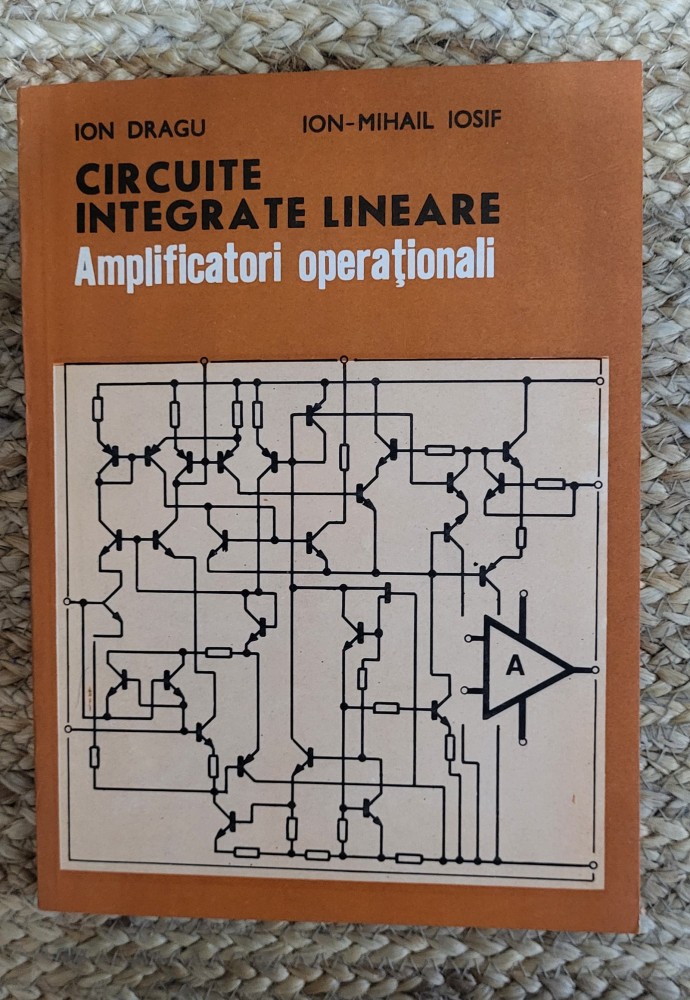 ION DRAGU ION-MIHAIL IOSIF
CIRCUITE
INTEGRATE LINEARE
Amplificatori operaţionali
A